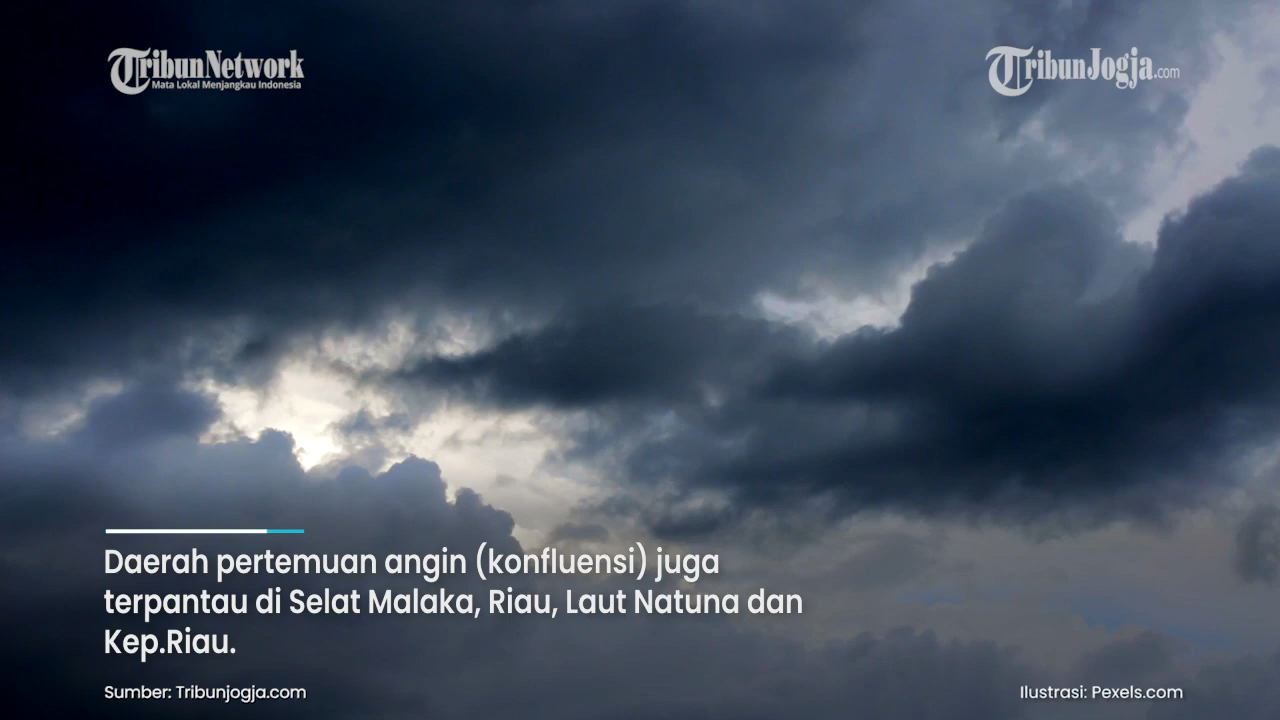 TribunNetwork
Mata Lokal Menjangkau Indonesia
TribunJogja.com
Daerah pertemuan angin (konfluensi) juga
terpantau di Selat Malaka, Riau, Laut Natuna dan
Kep.Riau.
Sumber: Tribunjogja.com
Ilustrasi: Pexels.com